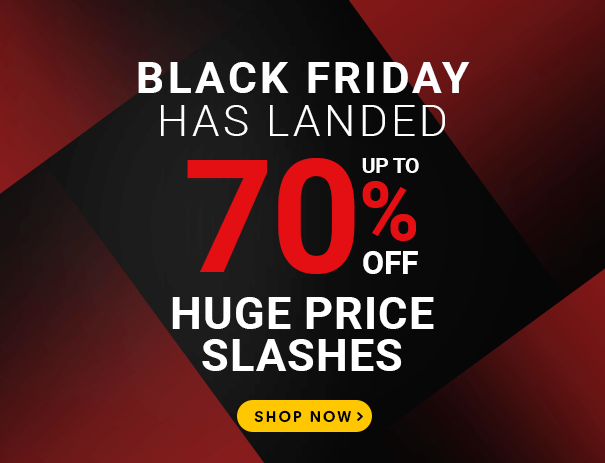 BLACK FRIDAY
HAS LANDED
UP TO
70%
OFF
HUGE PRICE
SLASHES
SHOP NOW >